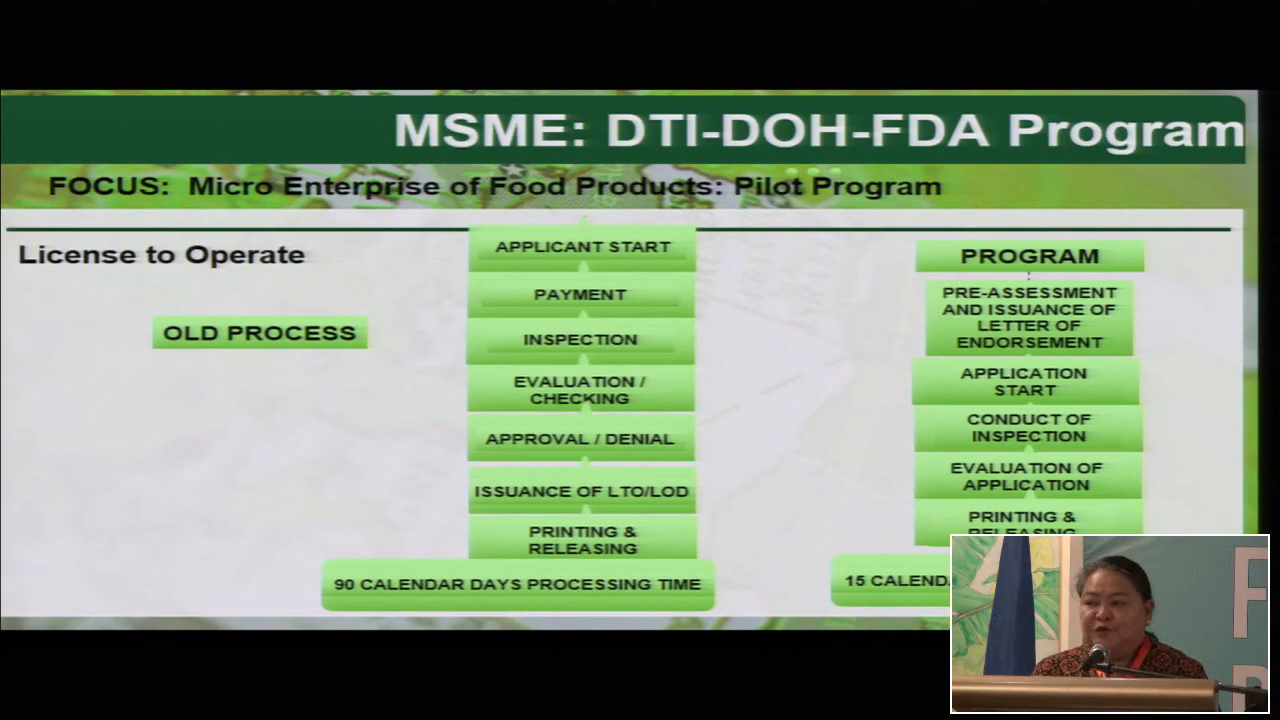 MSME: DTI-DOH-FDA Program
FOCUS: Micro Enterprise of Food Products: Pilot Program
License to Operate
OLD PROCESS
APPLICANT START
PAYMENT
INSPECTION
EVALUATION /
CHECKING
APPROVAL / DENIAL
ISSUANCE OF LTO/LOD
PRINTING &
RELEASING
90 CALENDAR DAYS PROCESSING TIME
PROGRAM
PRE-ASSESSMENT
AND ISSUANCE OF
LETTER OF
ENDORSEMENT
APPLICATION
START
CONDUCT OF
INSPECTION
EVALUATION OF
APPLICATION
PRINTING &
RELEASING
15